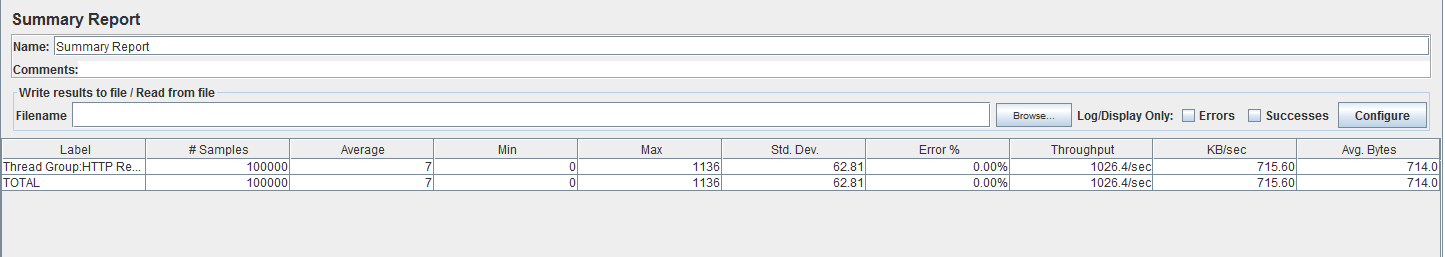 Summary Report
Name: Summary Report
Comments:
Write results to file / Read from file
Filename Browse... Log/Display Only: Errors Successes Configure
Label # Samples Average Min Max Std. Dev. Error % Throughput KB/sec Avg. Bytes
Thread Group:HTTP Re... 100000 7 0 1136 62.81 0.00% 1026.4/sec 715.60 714.0
TOTAL 100000 7 0 1136 62.81 0.00% 1026.4/sec 715.60 714.0